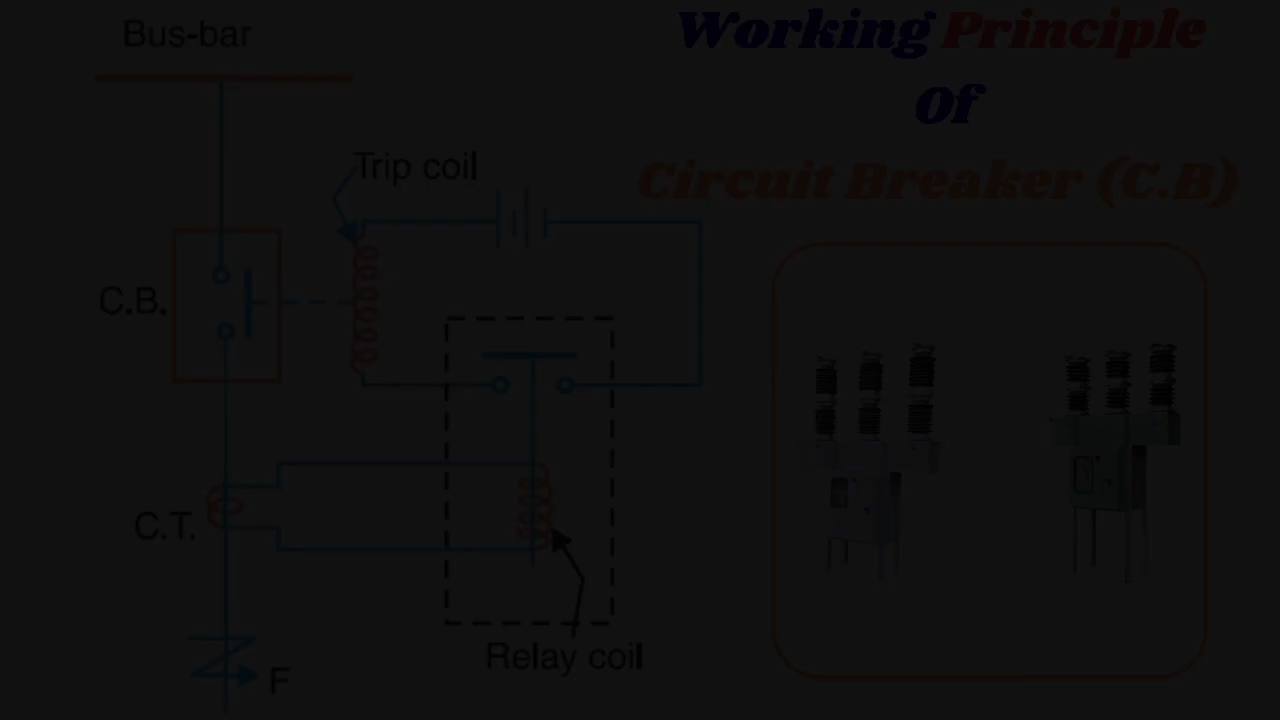 Working Principle
Of
Circuit Breaker (C.B)
Bus-bar
Trip coil
C.B.
C.T.
Relay coil
F